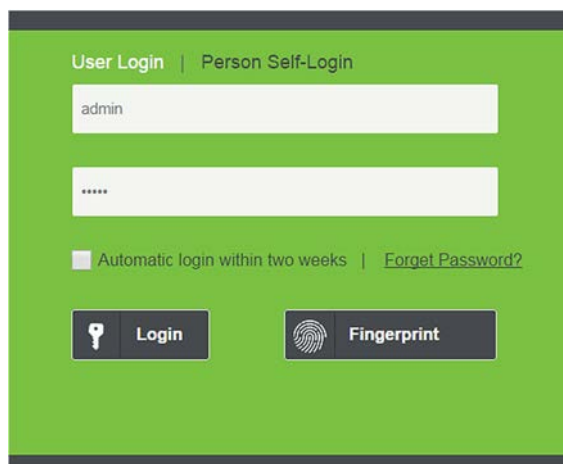 User Login | Person Self-Login
admin
•••••
Automatic login within two weeks | Forget Password?
Login Fingerprint